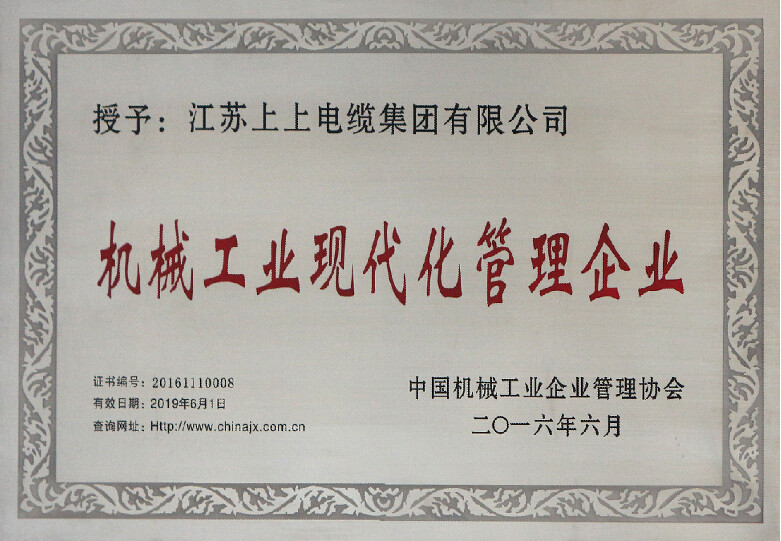 授予：江苏上上电缆集团有限公司
机械工业现代化管理企业
证书编号：20161110008
有效日期：2019年6月1日
查询网址：Http://www.chinajx.com.cn
中国机械工业企业管理协会
二〇一六年六月